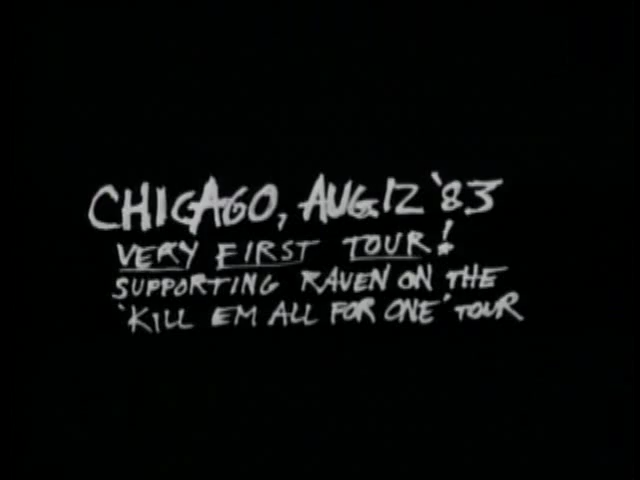 CHICAGO, AUG.12 '83
VERY FIRST TOUR!
SUPPORTING RAVEN ON THE
'KILL EM ALL FOR ONE' TOUR